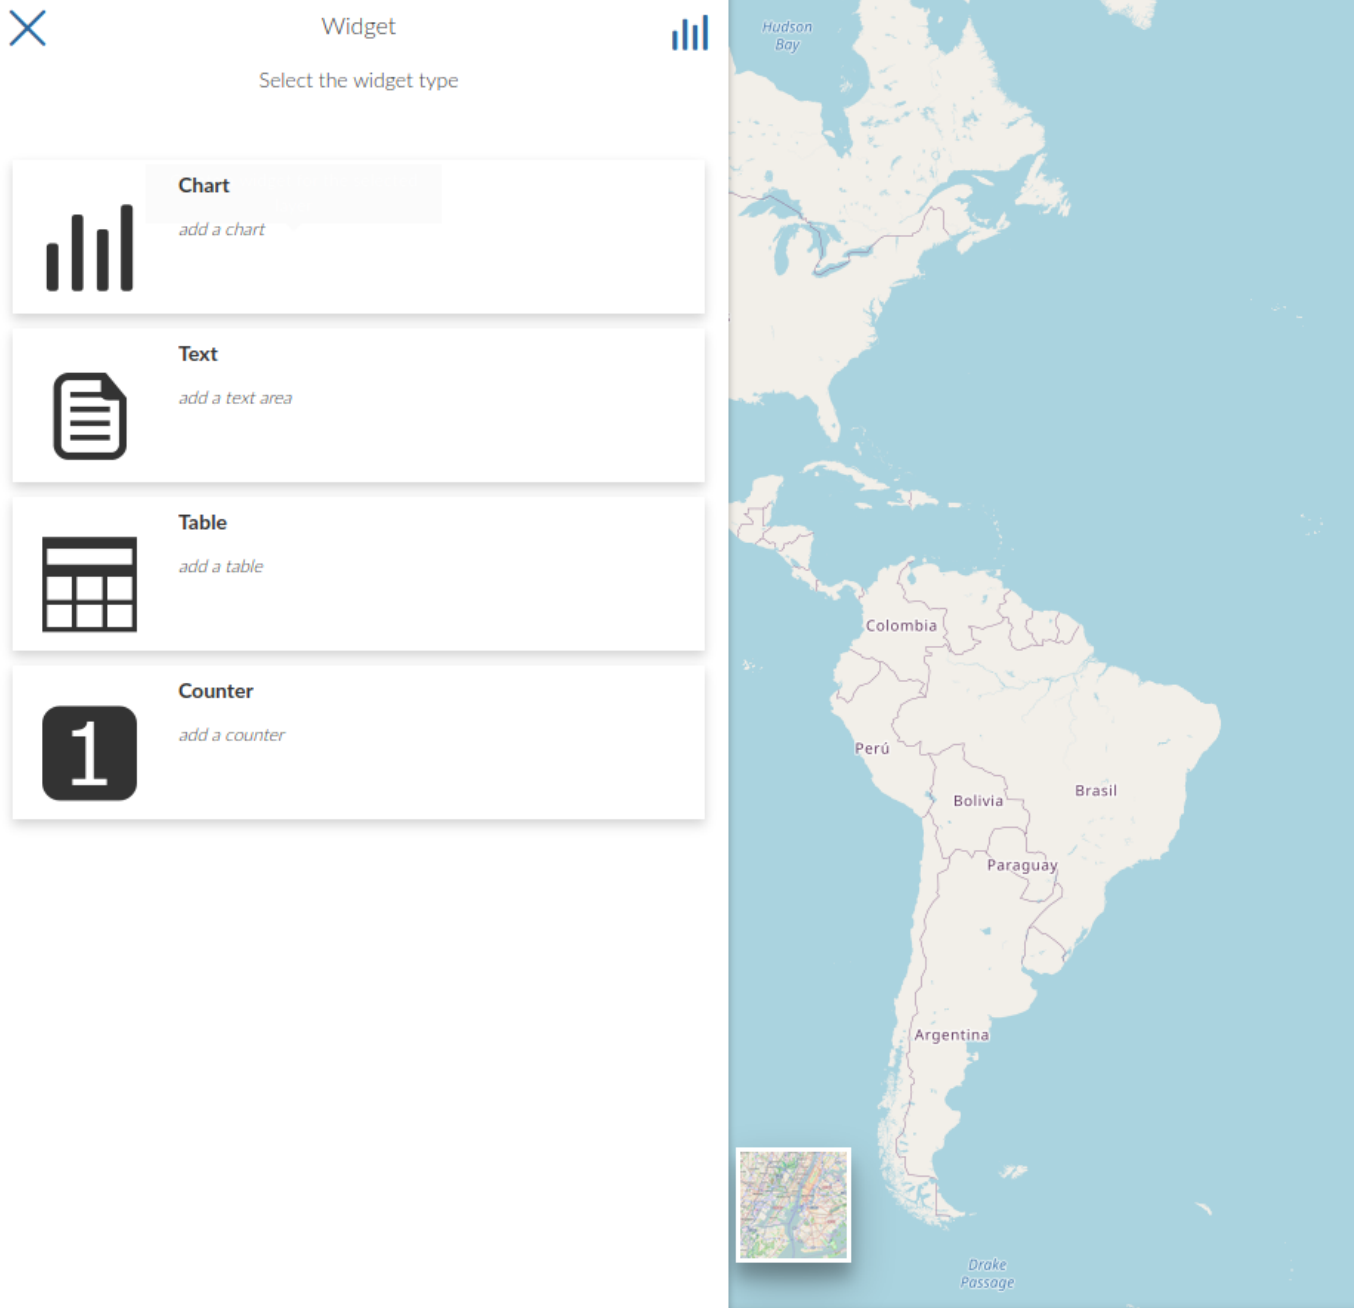 Widget
Select the widget type
Chart
add a chart
Text
add a text area
Table
add a table
Counter
1
add a counter
Hudson
Bay
Colombia
Perú
Bolivia
Brasil
Paraguay
Argentina
Drake
Passage